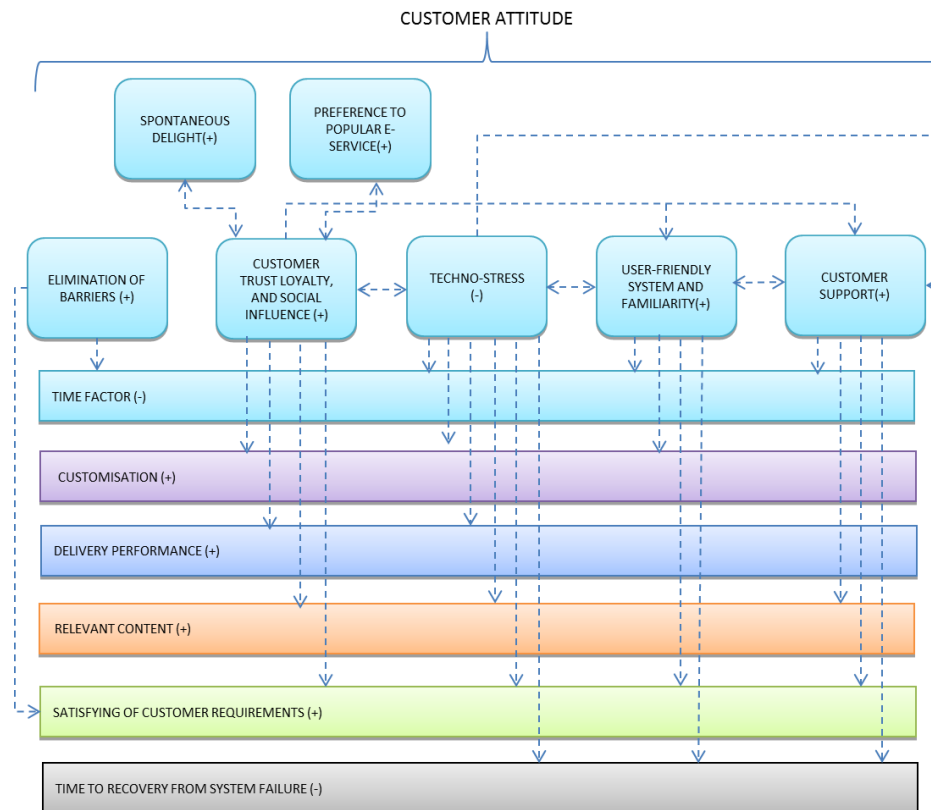 CUSTOMER ATTITUDE
SPONTANEOUS
DELIGHT(+)
PREFERENCE TO
POPULAR E-
SERVICE(+)
ELIMINATION OF
BARRIERS (+)
CUSTOMER
TRUST LOYALTY,
AND SOCIAL
INFLUENCE (+)
TECHNO-STRESS
(-)
USER-FRIENDLY
SYSTEM AND
FAMILIARITY(+)
CUSTOMER
SUPPORT(+)
TIME FACTOR (-)
CUSTOMISATION (+)
DELIVERY PERFORMANCE (+)
RELEVANT CONTENT (+)
SATISFYING OF CUSTOMER REQUIREMENTS (+)
TIME TO RECOVERY FROM SYSTEM FAILURE (-)